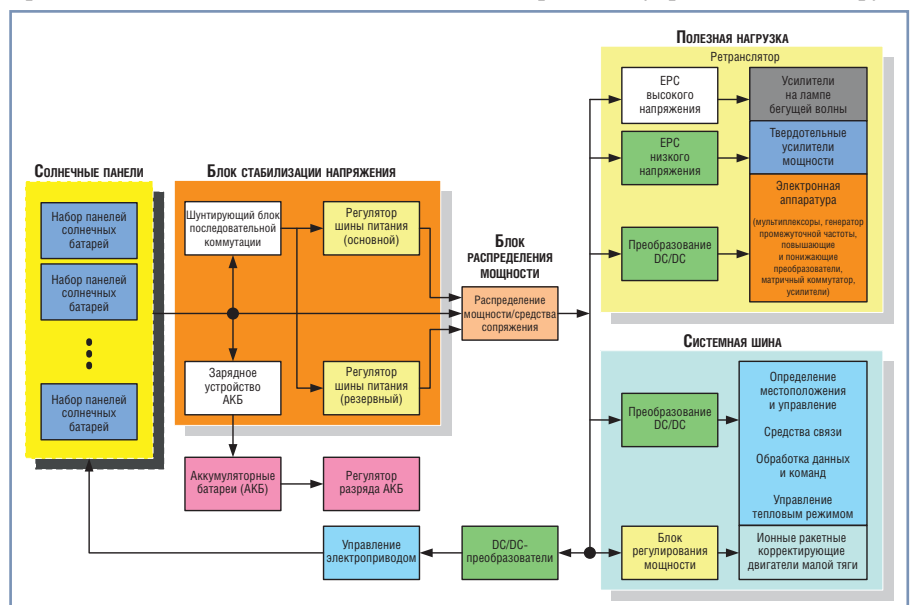 ПОЛЕЗНАЯ НАГРУЗКА
Ретранслятор
ЕРС
высокого
напряжения
Усилители
на лампе
бегущей волны
ЕРС
низкого
напряжения
Твердотельные
усилители
мощности
Преобразование
DC/DC
Электронная
аппаратура
(мультиплексоры, генератор
промежуточной частоты,
повышающие
и понижающие
преобразователи,
матричный коммутатор,
усилители)
СОЛНЕЧНЫЕ ПАНЕЛИ
Набор панелей
солнечных
батарей
Набор панелей
солнечных
батарей
Набор панелей
солнечных
батарей
БЛОК СТАБИЛИЗАЦИИ НАПРЯЖЕНИЯ
Шунтирующий блок
последовательной
коммутации
Регулятор
шины питания
(основной)
Зарядное
устройство
АКБ
Регулятор
шины питания
(резервный)
БЛОК
РАСПРЕДЕЛЕНИЯ
МОЩНОСТИ
Распределение
мощности/средства
сопряжения
Аккумуляторные
батареи (АКБ)
Регулятор
разряда АКБ
Управление
электроприводом
DC/DC-
преобразователи
СИСТЕМНАЯ ШИНА
Преобразование
DC/DC
Определение
местоположения
и управление
Средства связи
Обработка данных
и команд
Управление
тепловым режимом
Блок
регулирования
мощности
Ионные ракетные
корректирующие
двигатели малой тяги